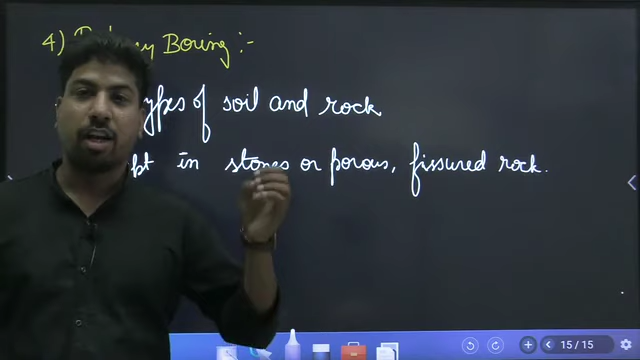 4) Boring :-
of soil and rock
in stones or porous, fissured rock.
15/15